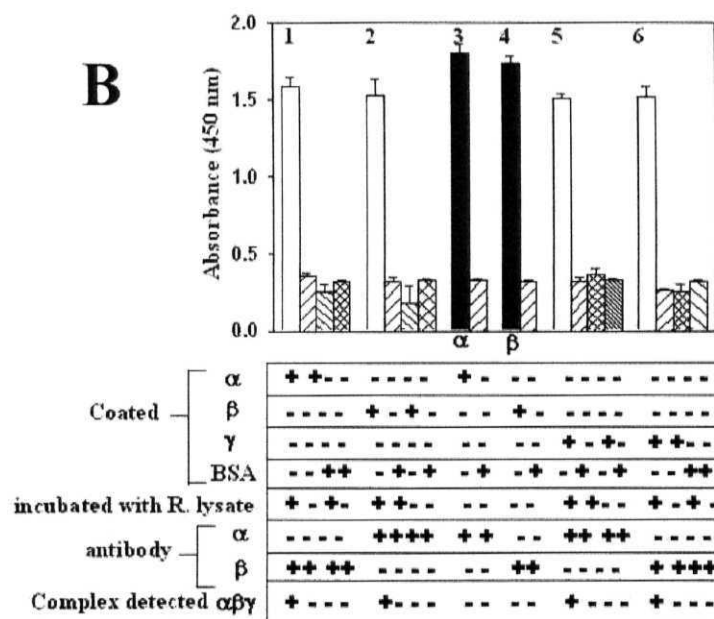 B
Absorbance (450 nm)
2.0
1.5
1.0
0.5
0.0
1 2 3 4 5 6
α β
Coated
α + + - - - - - - + - - - - - - - - - - -
β - - - - + - + - - - + - - - - - - - - -
γ - - - - - - - - - - - - + - + - + + - -
BSA - - + + - + - + - + - + - + - + - - + +
incubated with R. lysate + - + - + + - - - - - - + + - - + - + -
antibody
α - - - - + + + + + + - - + + + + - - - -
β + + + + - - - - - - + + - - - - + + + +
Complex detected αβγ + - - - + - - - - - - - + - - - + - - -